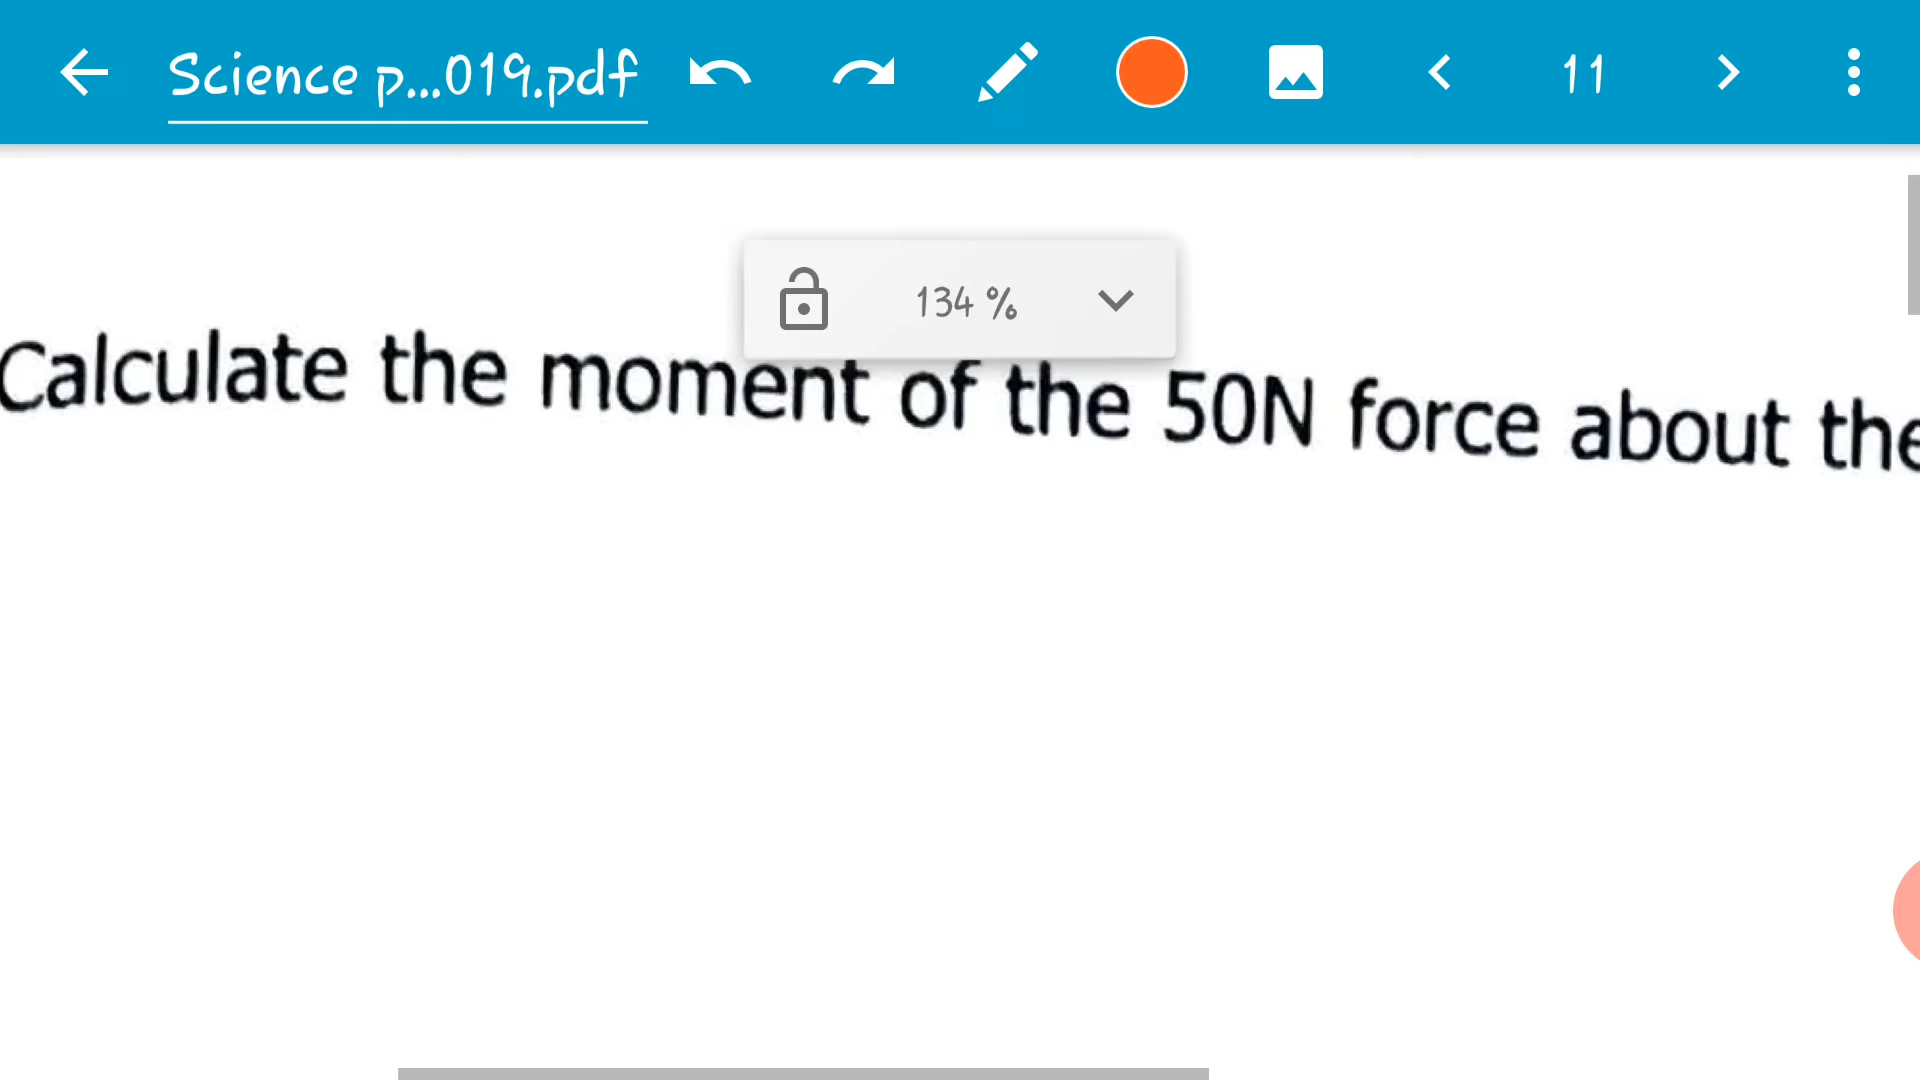 Science p...019.pdf
11
134 %
Calculate the moment of the 50N force about the